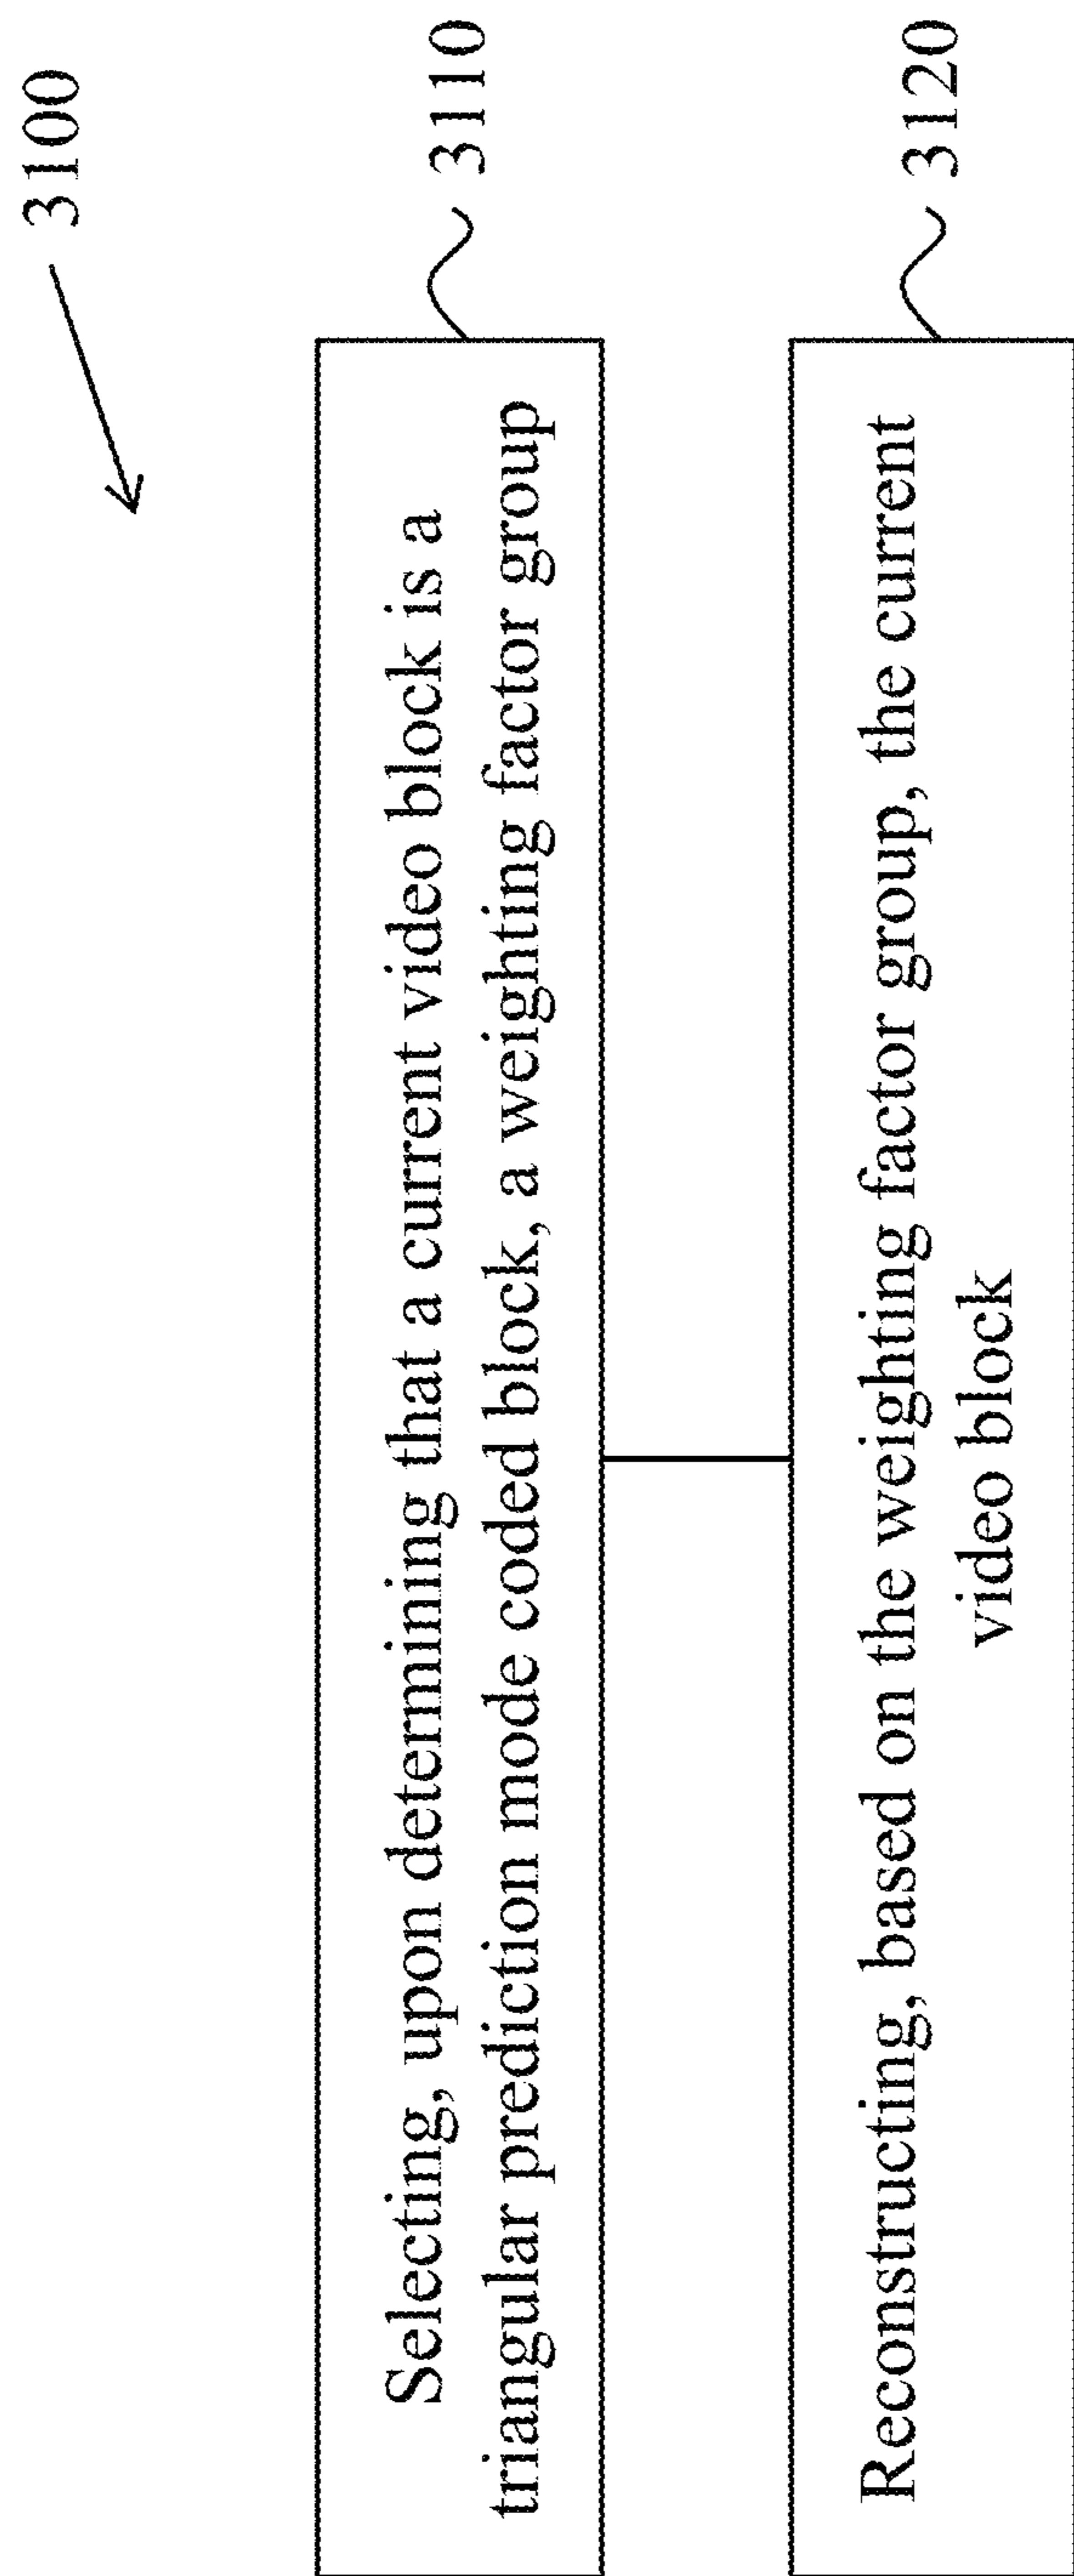 3100
Selecting, upon determining that a current video block is a
triangular prediction mode coded block, a weighting factor group
3110
Reconstructing, based on the weighting factor group, the current
video block
3120